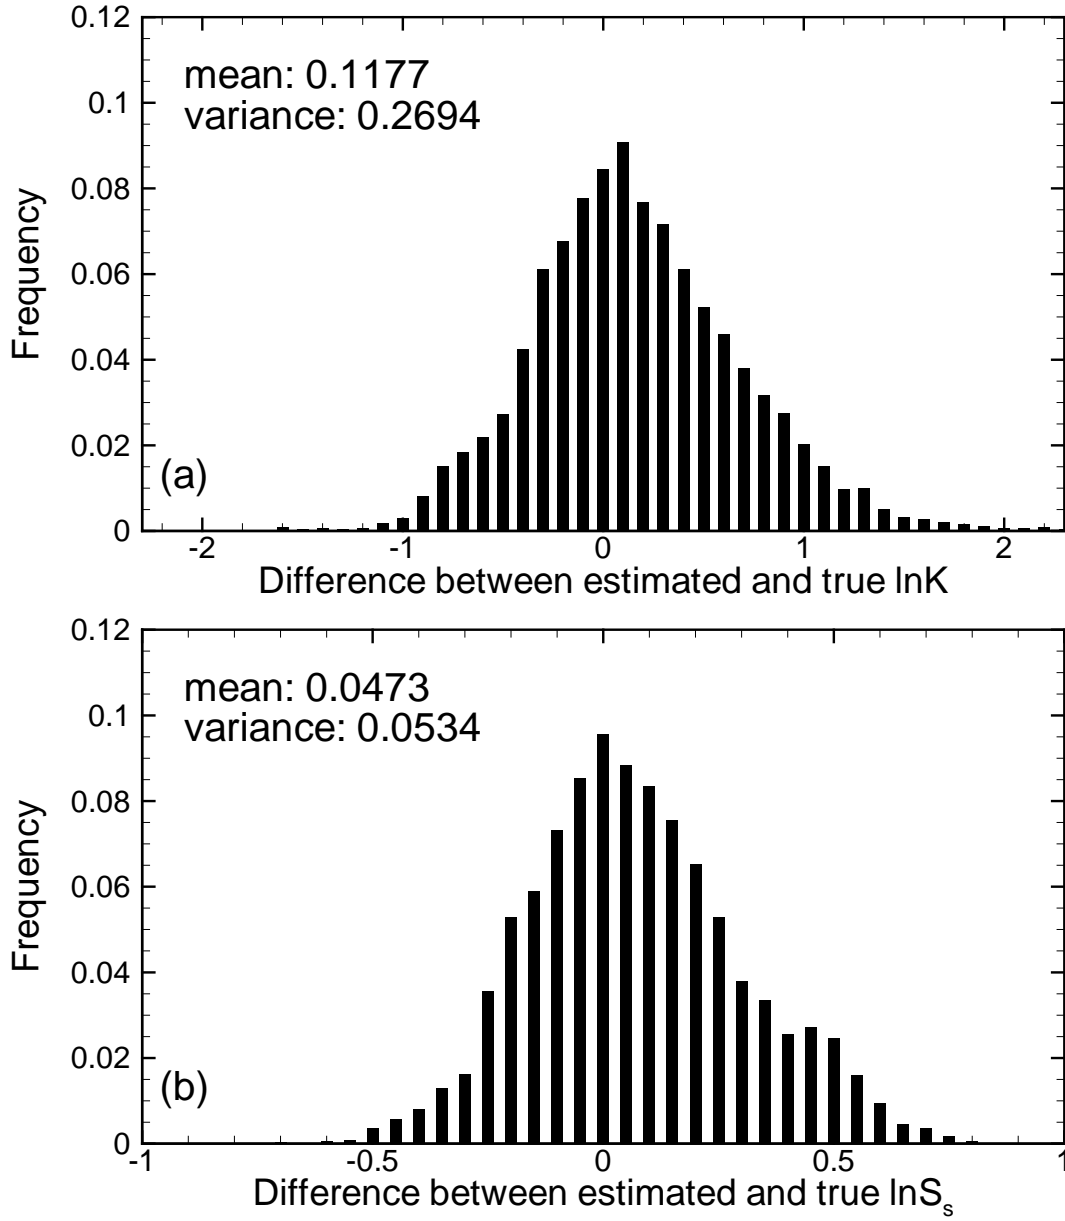 0.12
mean: 0.1177
variance: 0.2694
0.1
0.08
0.06
0.04
0.02
0
Frequency
(a)
-2 -1 0 1 2
Difference between estimated and true lnK
0.12
mean: 0.0473
variance: 0.0534
0.1
0.08
0.06
0.04
0.02
0
Frequency
(b)
-1 -0.5 0 0.5 1
Difference between estimated and true lnSₛ